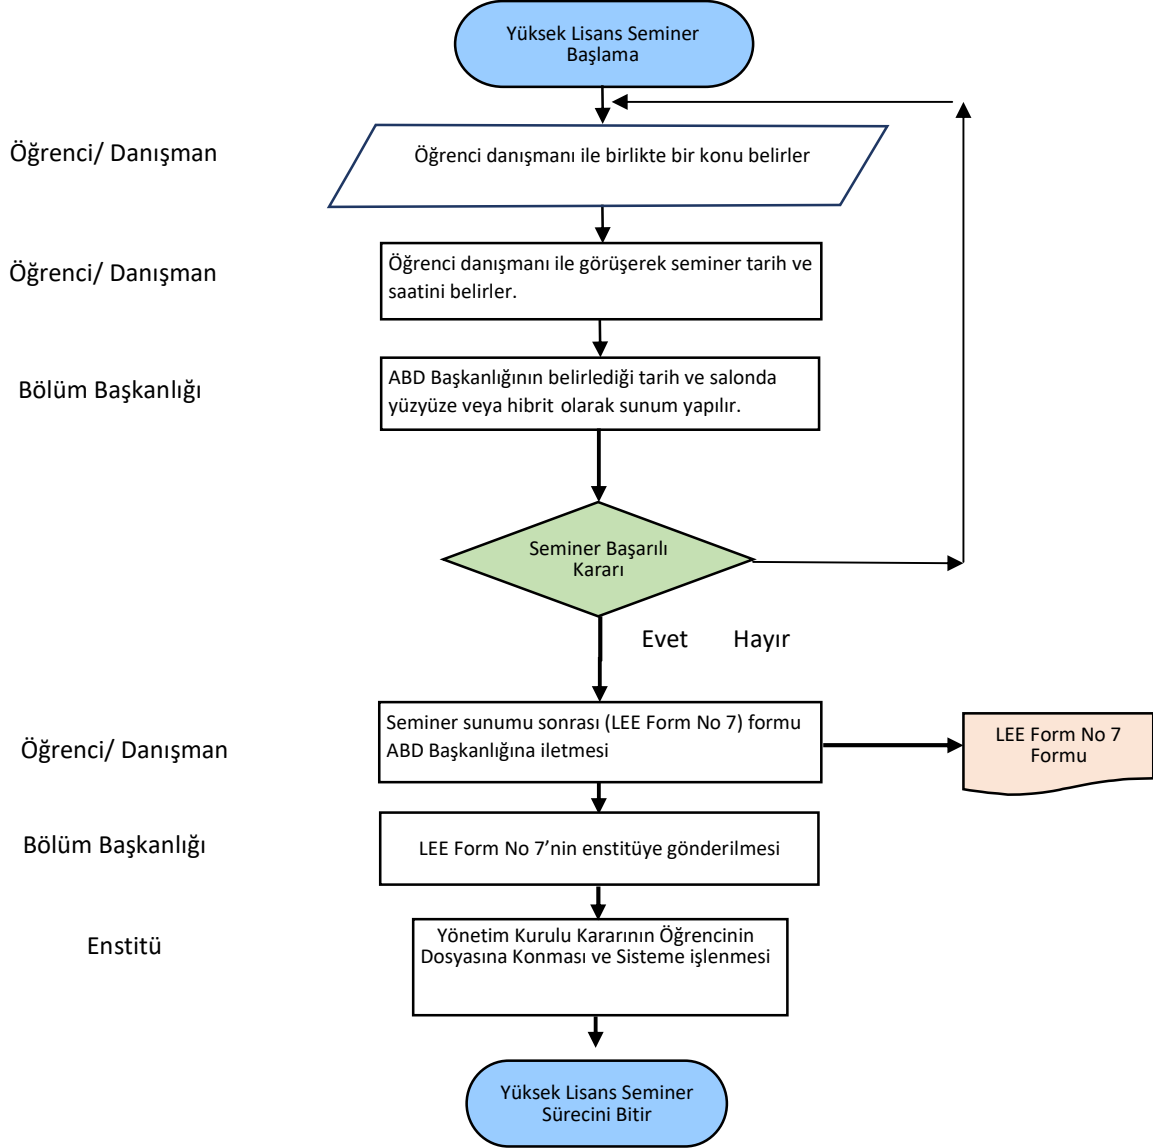 Yüksek Lisans Seminer
Başlama
Öğrenci/ Danışman
Öğrenci danışmanı ile birlikte bir konu belirler
Öğrenci/ Danışman
Öğrenci danışmanı ile görüşerek seminer tarih ve
saatini belirler.
Bölüm Başkanlığı
ABD Başkanlığının belirlediği tarih ve salonda
yüzyüze veya hibrit olarak sunum yapılır.
Seminer Başarılı
Kararı
Evet Hayır
Öğrenci/ Danışman
Seminer sunumu sonrası (LEE Form No 7) formu
ABD Başkanlığına iletmesi
LEE Form No 7
Formu
Bölüm Başkanlığı
LEE Form No 7’nin enstitüye gönderilmesi
Enstitü
Yönetim Kurulu Kararının Öğrencinin
Dosyasına Konması ve Sisteme işlenmesi
Yüksek Lisans Seminer
Sürecini Bitir